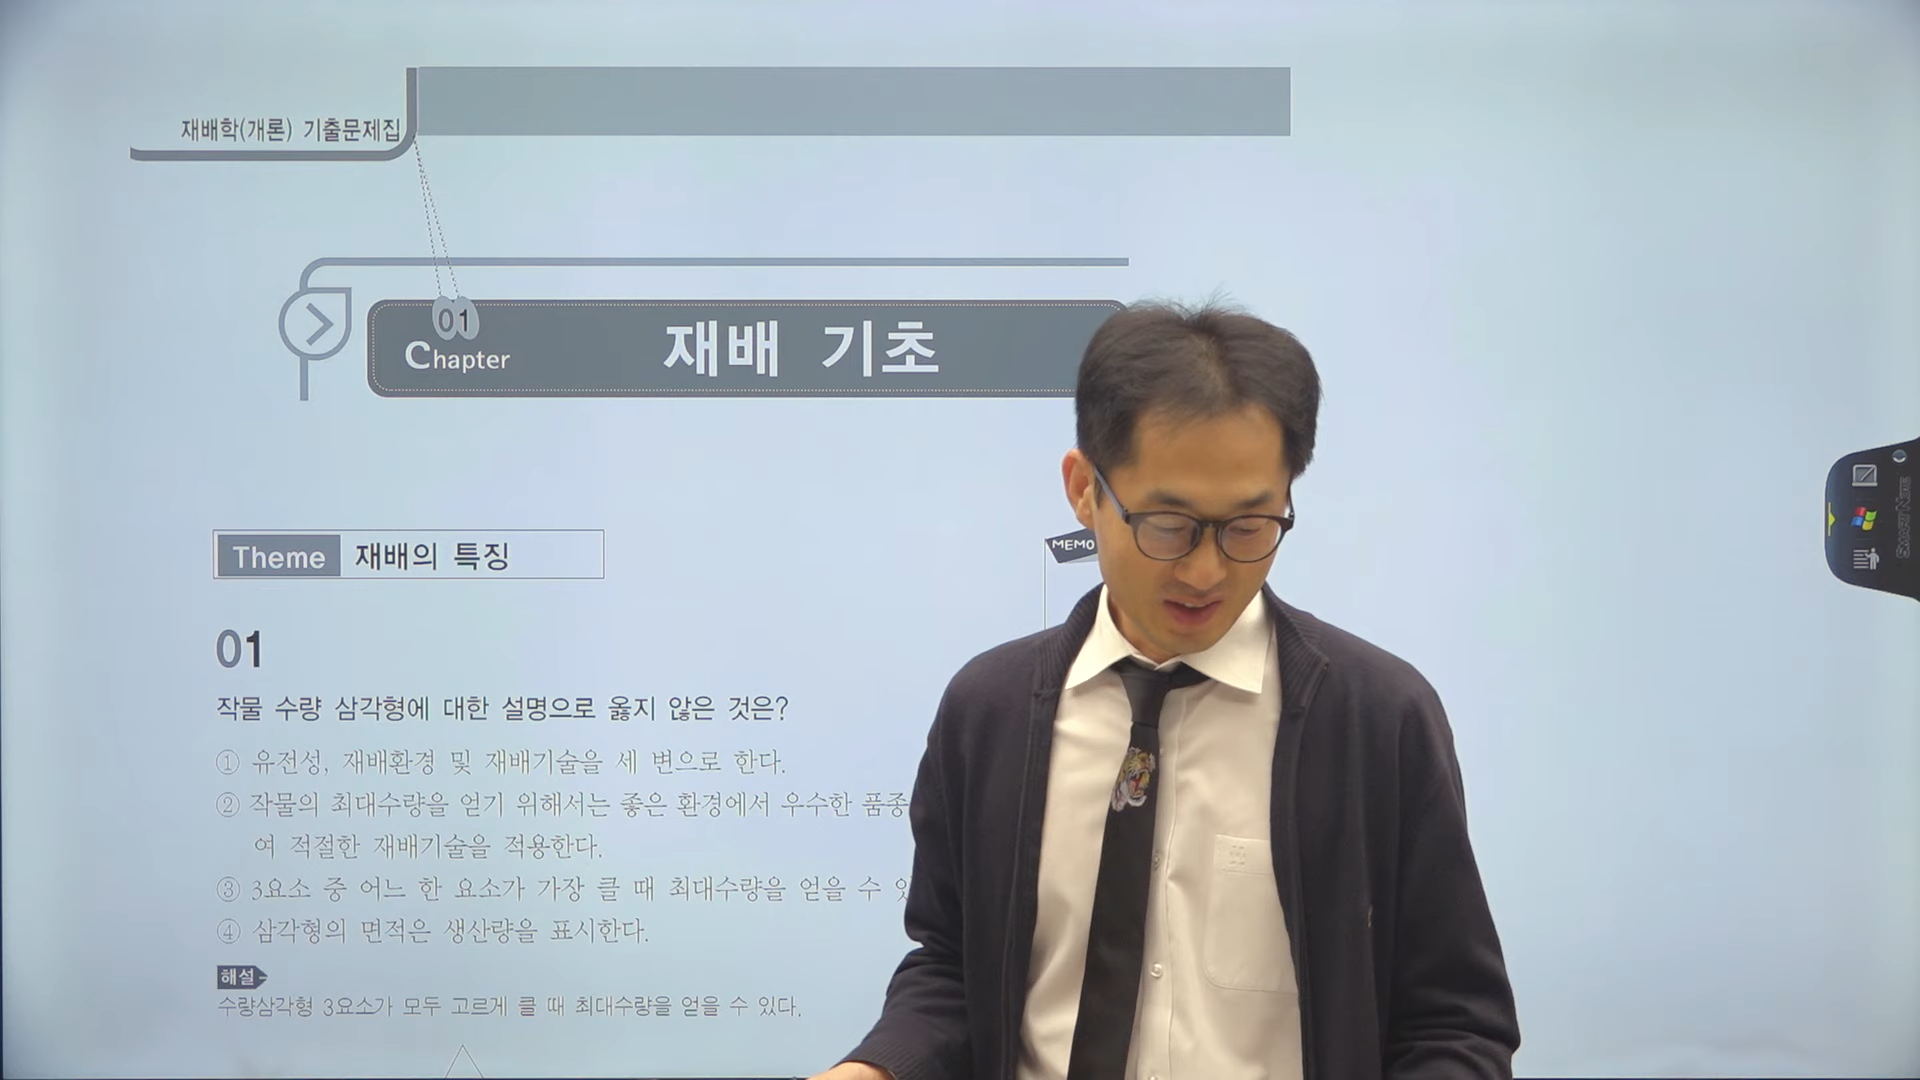 재배학(개론) 기출문제집
01
Chapter
재배 기초
Theme 재배의 특징
MEMO
01
작물 수량 삼각형에 대한 설명으로 옳지 않은 것은?
① 유전성, 재배환경 및 재배기술을 세 변으로 한다.
② 작물의 최대수량을 얻기 위해서는 좋은 환경에서 우수한 품종
여 적절한 재배기술을 적용한다.
③ 3요소 중 어느 한 요소가 가장 클 때 최대수량을 얻을 수
④ 삼각형의 면적은 생산량을 표시한다.
해설
수량삼각형 3요소가 모두 고르게 클 때 최대수량을 얻을 수 있다.